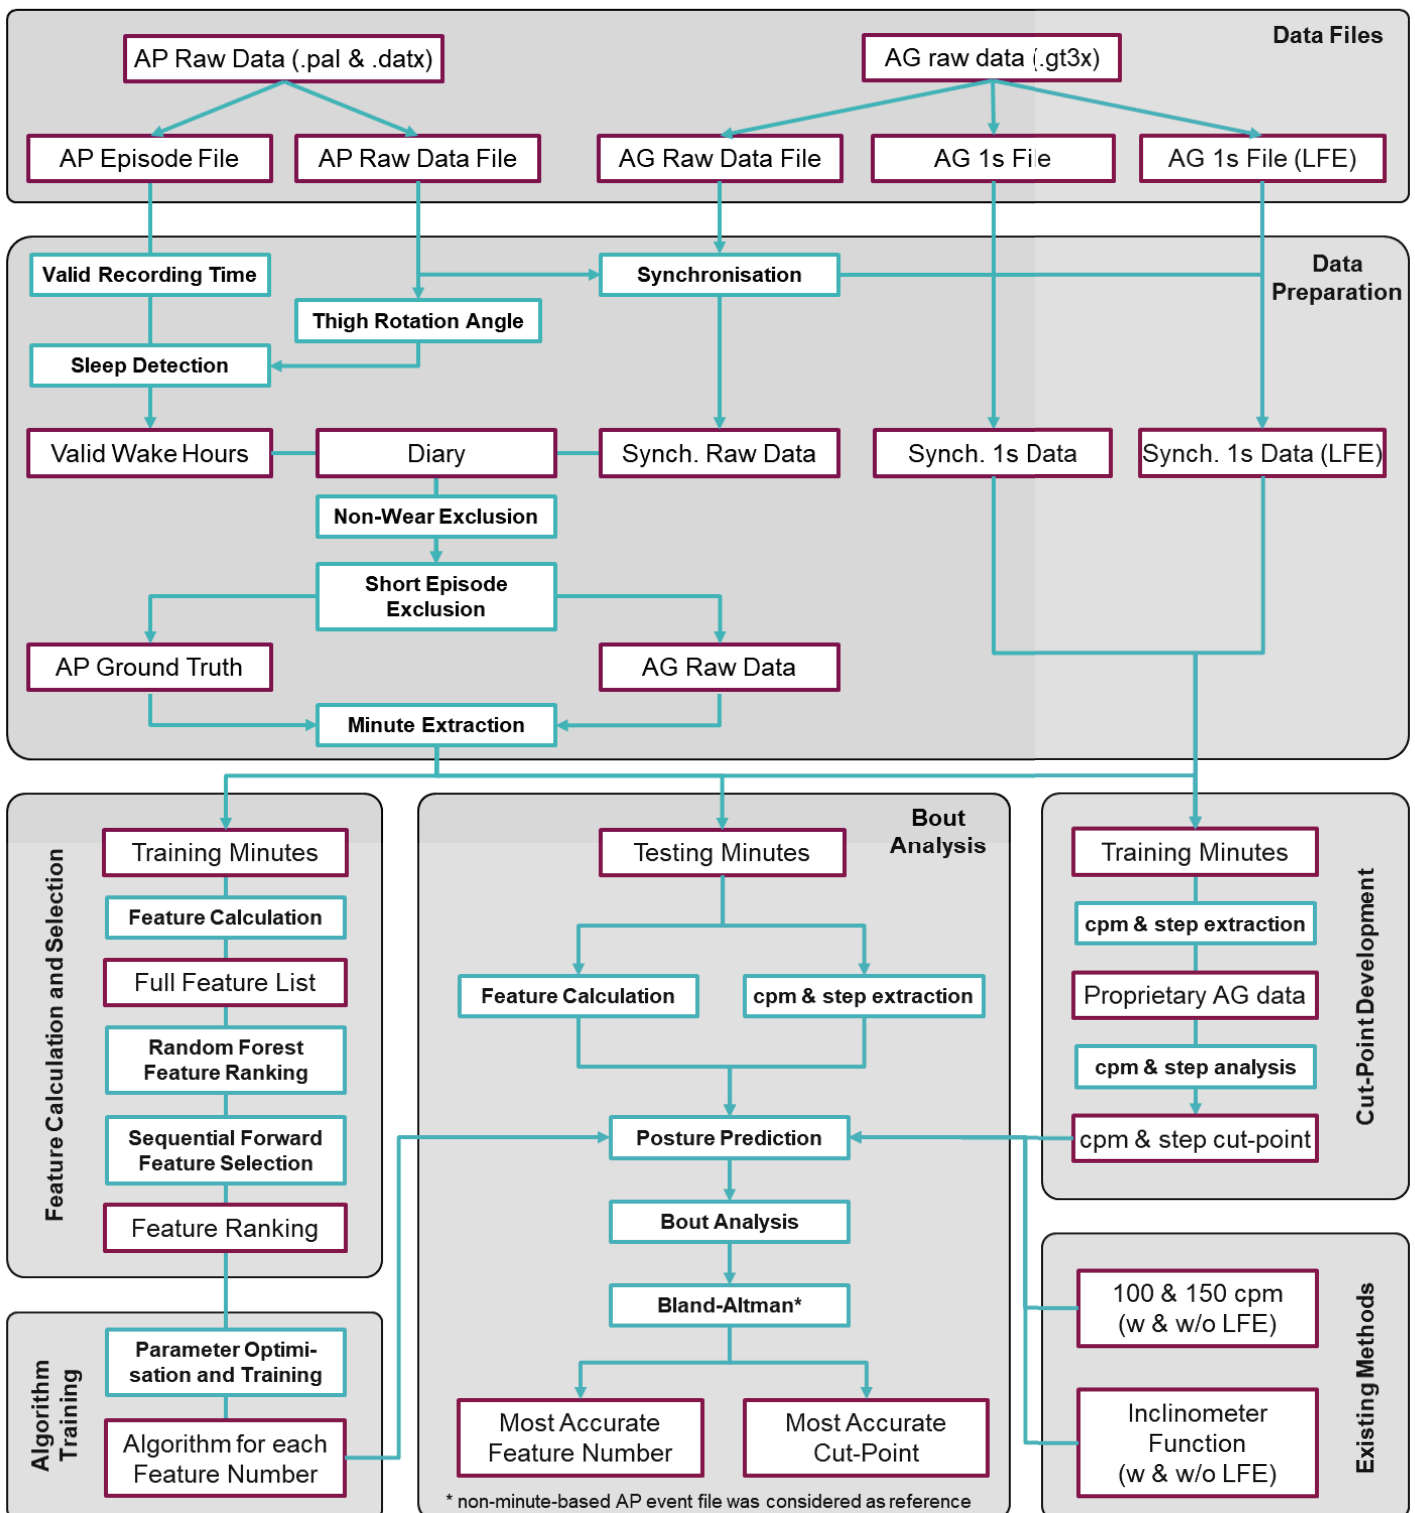 Data Files
AP Raw Data (.pal & .datx)
AG raw data (.gt3x)
AP Episode File
AP Raw Data File
AG Raw Data File
AG 1s File
AG 1s File (LFE)
Data
Preparation
Valid Recording Time
Synchronisation
Thigh Rotation Angle
Sleep Detection
Valid Wake Hours
Diary
Synch. Raw Data
Synch. 1s Data
Synch. 1s Data (LFE)
Non-Wear Exclusion
Short Episode
Exclusion
AP Ground Truth
AG Raw Data
Minute Extraction
Feature Calculation and Selection
Training Minutes
Feature Calculation
Full Feature List
Random Forest
Feature Ranking
Sequential Forward
Feature Selection
Feature Ranking
Algorithm
Training
Parameter Optimi-
sation and Training
Algorithm for each
Feature Number
Bout
Analysis
Testing Minutes
Feature Calculation
cpm & step extraction
Posture Prediction
Bout Analysis
Bland-Altman*
Most Accurate
Feature Number
Most Accurate
Cut-Point
* non-minute-based AP event file was considered as reference
Cut-Point Development
Training Minutes
cpm & step extraction
Proprietary AG data
cpm & step analysis
cpm & step cut-point
Existing Methods
100 & 150 cpm
(w & w/o LFE)
Inclinometer
Function
(w & w/o LFE)